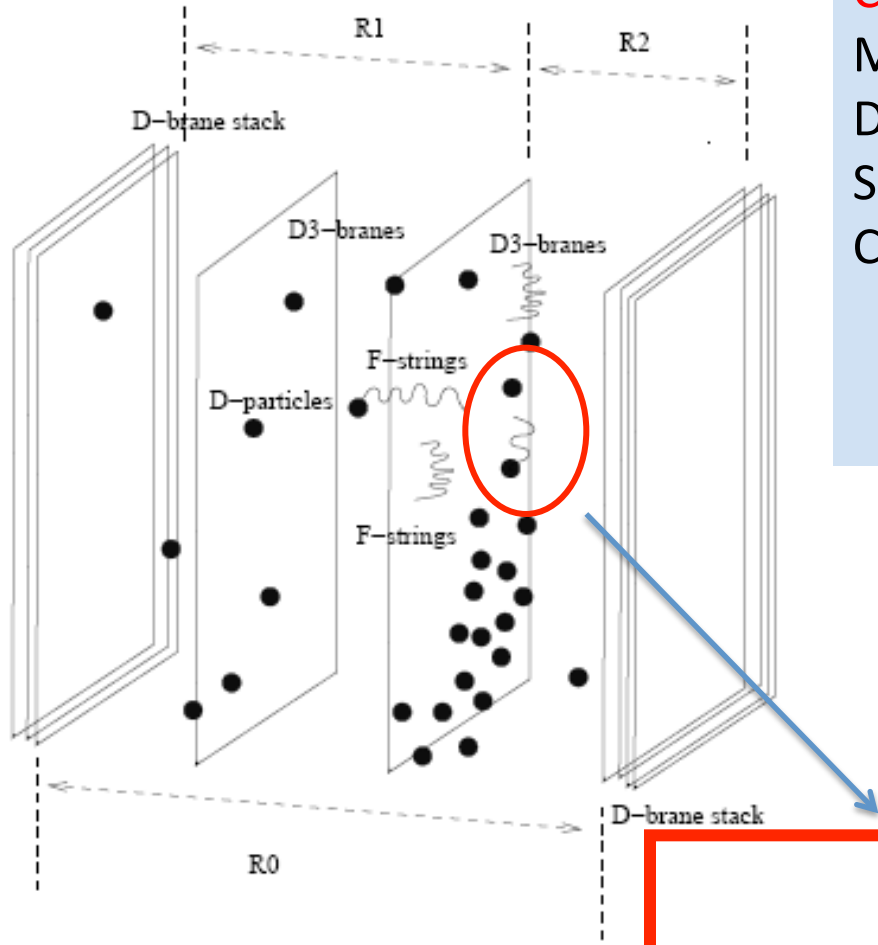 R1
R2
D-brane stack
D3-branes
D3-branes
F-strings
D-particles
F-strings
D-brane stack
R0
M
D
S